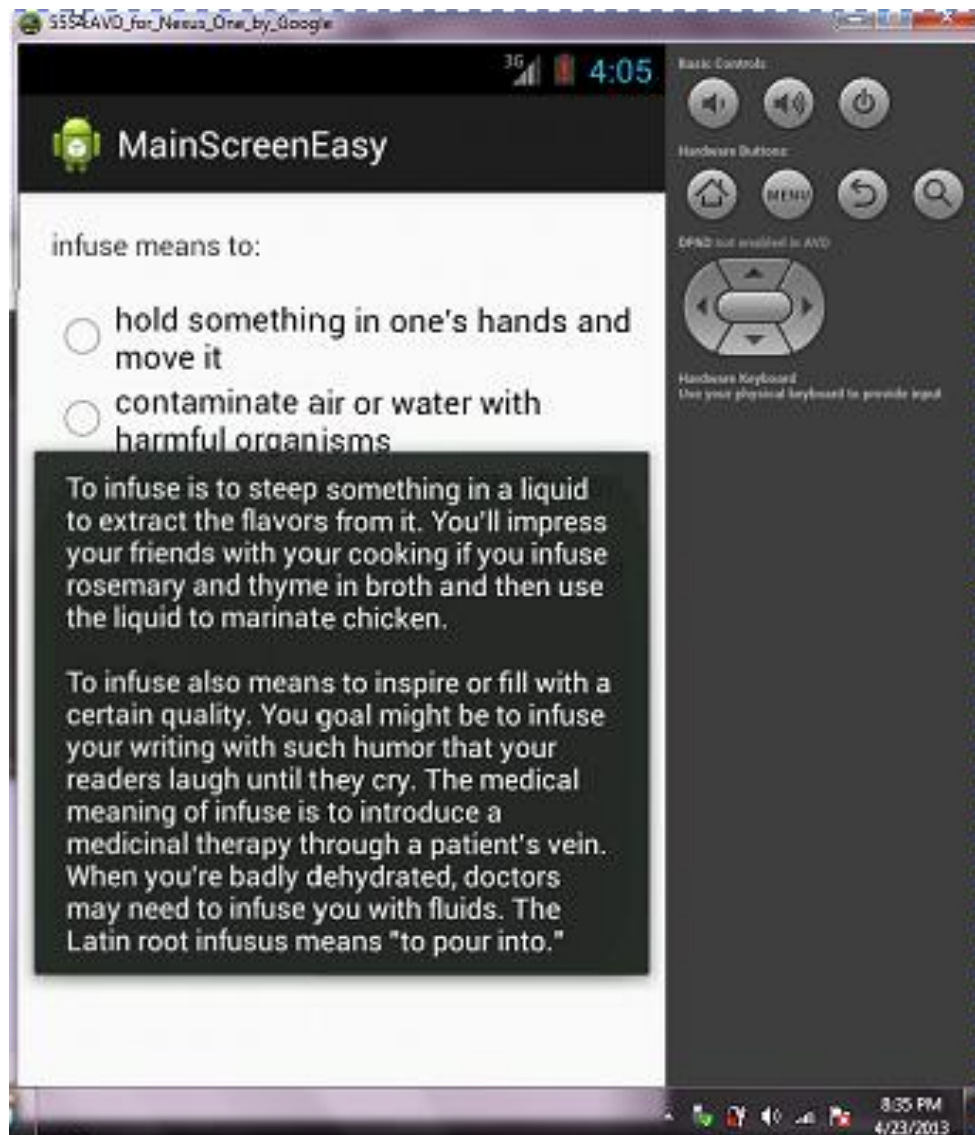 5554:AVD_for_Nexus_One_by_Google
3G 4:05
MainScreenEasy
infuse means to:
hold something in one's hands and
move it
contaminate air or water with
harmful organisms
To infuse is to steep something in a liquid
to extract the flavors from it. You'll impress
your friends with your cooking if you infuse
rosemary and thyme in broth and then use
the liquid to marinate chicken.
To infuse also means to inspire or fill with a
certain quality. You goal might be to infuse
your writing with such humor that your
readers laugh until they cry. The medical
meaning of infuse is to introduce a
medicinal therapy through a patient's vein.
When you're badly dehydrated, doctors
may need to infuse you with fluids. The
Latin root infusus means "to pour into."
Basic Controls
Hardware Buttons
MENU
DPAD not enabled in AVD
Hardware Keyboard
Use your physical keyboard to provide input
8:35 PM
4/23/2013